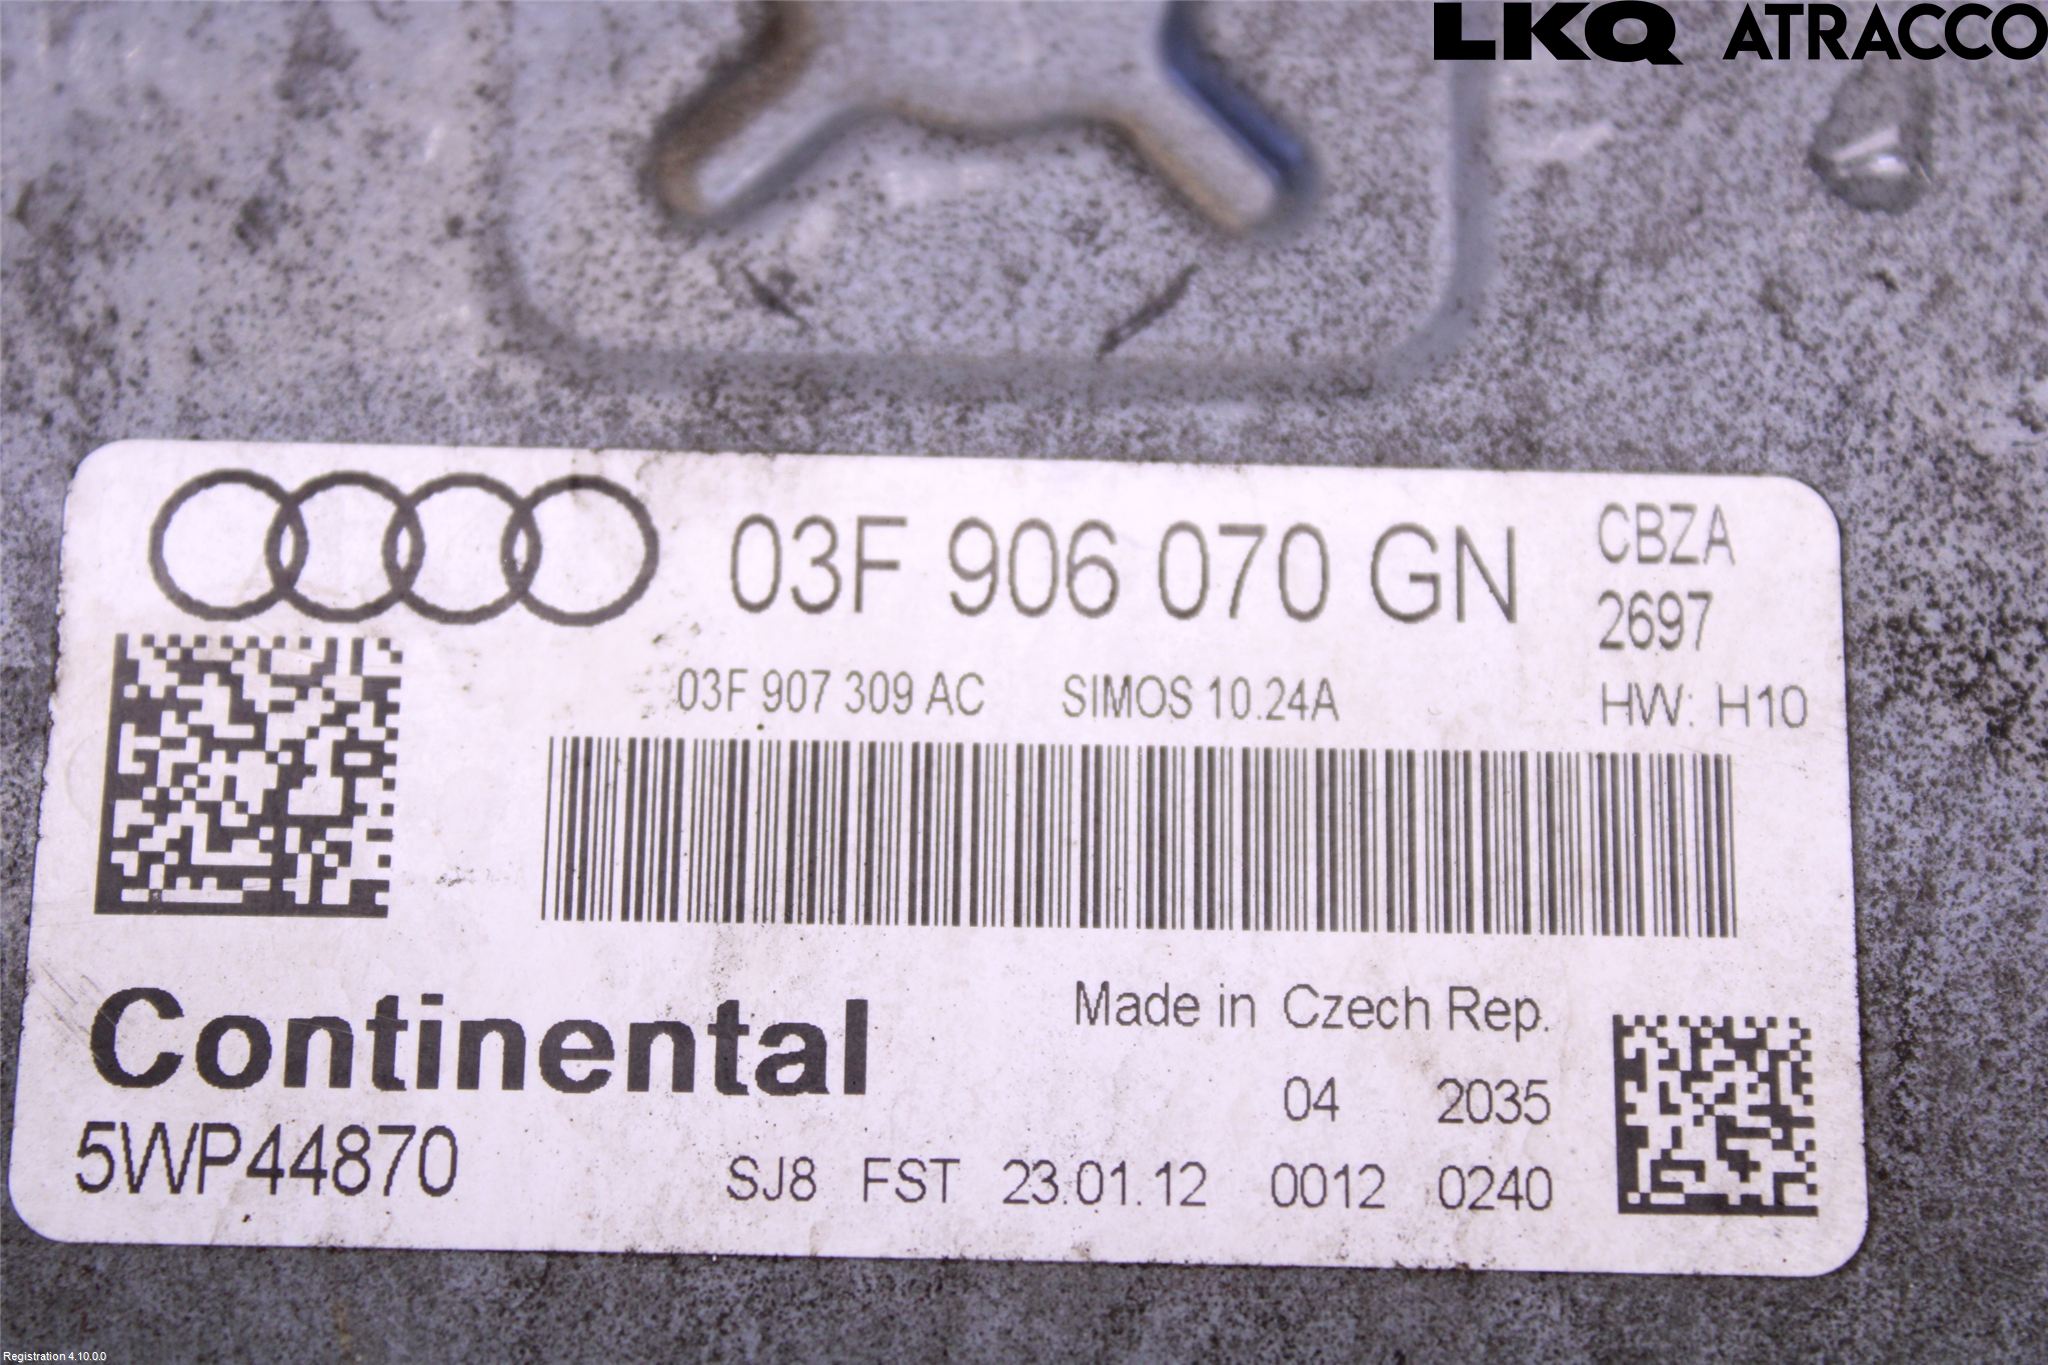 LKQ ATRACCO
03F 906 070 GN
CBZA
2697
03F 907 309 AC SIMOS 10.24A HW: H10
Continental
Made in Czech Rep.
04 2035
5WP44870
SJ8 FST 23.01.12 0012 0240
Registration 4.10.0.0